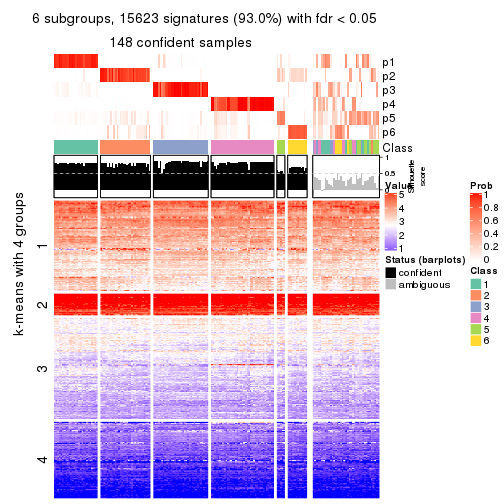 6 subgroups, 15623 signatures (93.0%) with fdr < 0.05
148 confident samples
p1
p2
p3
p4
p5
p6
Class
1
0.5
0
Silhouette
score
k-means with 4 groups
1
2
3
4
Value
5
4
3
2
1
Status (barplots)
confident
ambiguous
Prob
1
0.8
0.6
0.4
0.2
0
Class
1
2
3
4
5
6